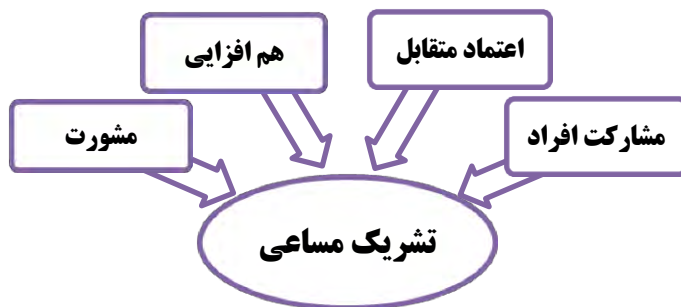 اعتماد متقابل
هم افزایی
مشارکت افراد
مشورت
تشریک مساعی